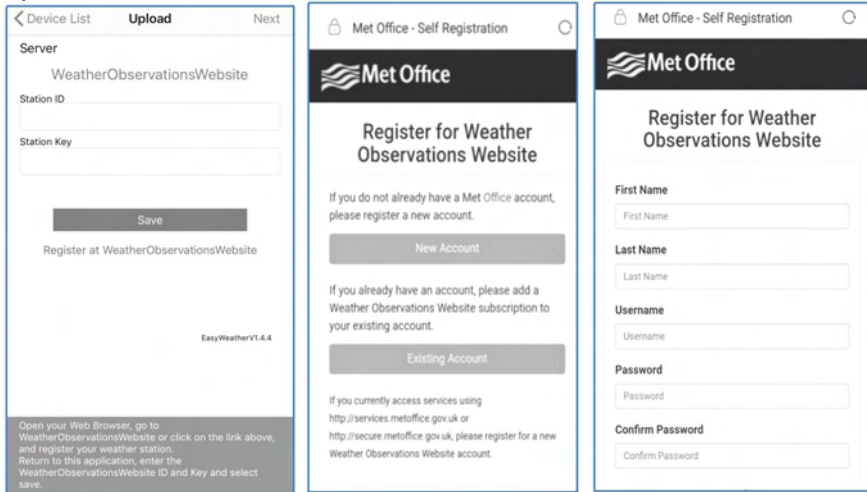 Device List Upload Next
Server
WeatherObservationsWebsite
Station ID
Station Key
Save
Register at WeatherObservationsWebsite
EasyWeatherV1.4.4
Open your Web Browser, go to
WeatherObservationsWebsite or click on the link above,
and register your weather station.
Return to this application, enter the
WeatherObservationsWebsite ID and Key and select
save.
Met Office - Self Registration
Met Office
Register for Weather
Observations Website
If you do not already have a Met Office account,
please register a new account.
New Account
If you already have an account, please add a
Weather Observations Website subscription to
your existing account.
Existing Account
If you currently access services using
http://services.metoffice.gov.uk or
http://secure.metoffice.gov.uk, please register for a new
Weather Observations Website account.
Met Office - Self Registration
Met Office
Register for Weather
Observations Website
First Name
First Name
Last Name
Last Name
Username
Username
Password
Password
Confirm Password
Confirm Password